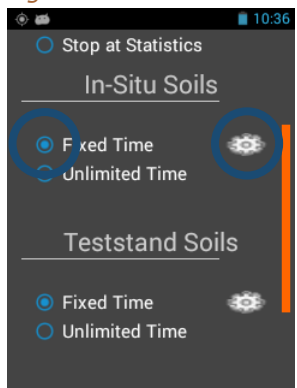 10:36
Stop at Statistics
In-Situ Soils
Fixed Time
Unlimited Time
Teststand Soils
Fixed Time
Unlimited Time